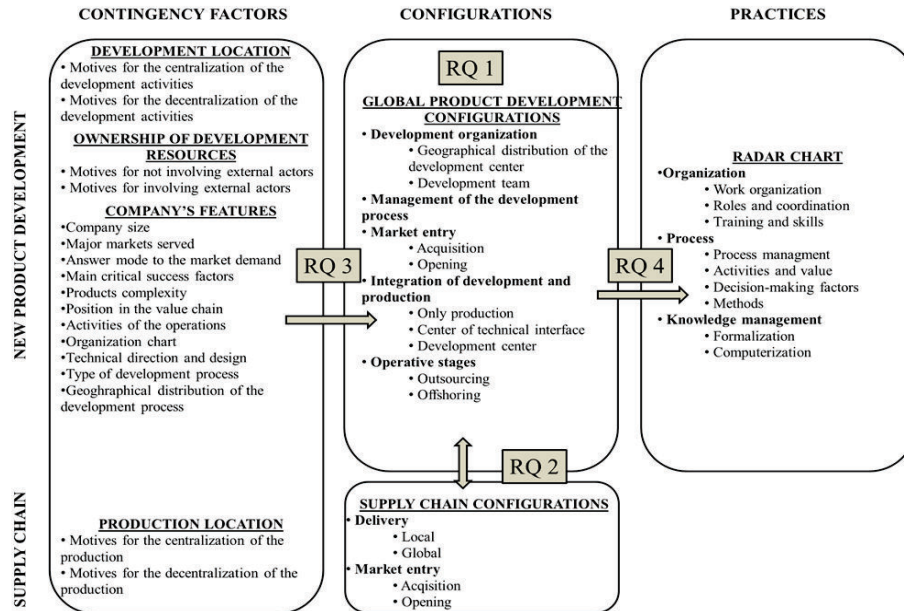 CONTINGENCY FACTORS
CONFIGURATIONS
PRACTICES
NEW PRODUCT DEVELOPMENT
SUPPLY CHAIN
DEVELOPMENT LOCATION
• Motives for the centralization of the
development activities
• Motives for the decentralization of the
development activities
OWNERSHIP OF DEVELOPMENT
RESOURCES
• Motives for not involving external actors
• Motives for involving external actors
COMPANY'S FEATURES
•Company size
•Major markets served
•Answer mode to the market demand
•Main critical success factors
•Products complexity
•Position in the value chain
•Activities of the operations
•Organization chart
•Technical direction and design
•Type of development process
•Geoghraphical distribution of the
development process
PRODUCTION LOCATION
• Motives for the centralization of the
production
• Motives for the decentralization of the
production
RQ 3
RQ 1
GLOBAL PRODUCT DEVELOPMENT
CONFIGURATIONS
• Development organization
• Geographical distribution of the
development center
• Development team
• Management of the development
process
• Market entry
• Acquisition
• Opening
• Integration of development and
production
• Only production
• Center of technical interface
• Development center
• Operative stages
• Outsourcing
• Offshoring
RQ 2
SUPPLY CHAIN CONFIGURATIONS
• Delivery
• Local
• Global
• Market entry
• Acqisition
• Opening
RQ 4
RADAR CHART
•Organization
• Work organization
• Roles and coordination
• Training and skills
• Process
• Process managment
• Activities and value
• Decision-making factors
• Methods
• Knowledge management
• Formalization
• Computerization